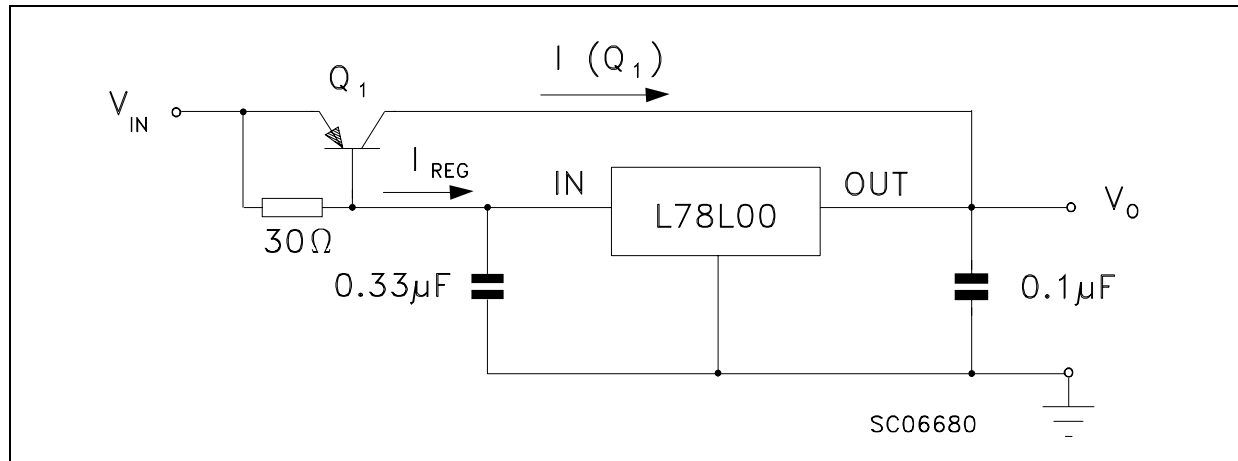 I (Q1)
Q1
VIN
IREG
IN
OUT
L78L00
VO
30Ω
0.33µF
0.1µF
SC06680